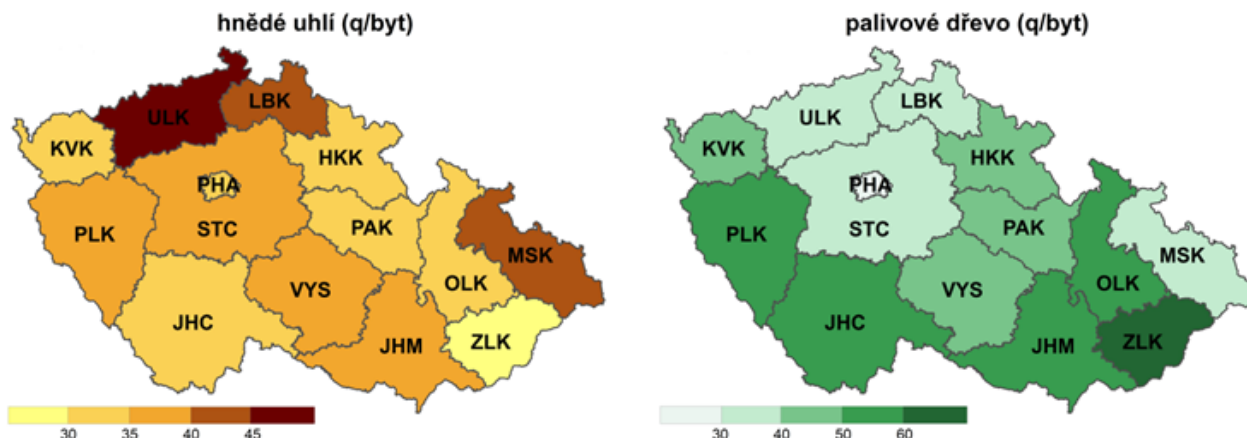 hnědé uhlí (q/byt)
ULK
LBK
KVK
HKK
PHA
PLK
STC
PAK
MSK
VYS
OLK
JHC
JHM
ZLK
30 35 40 45
palivové dřevo (q/byt)
ULK
LBK
KVK
HKK
PHA
PLK
STC
PAK
MSK
VYS
OLK
JHC
JHM
ZLK
30 40 50 60